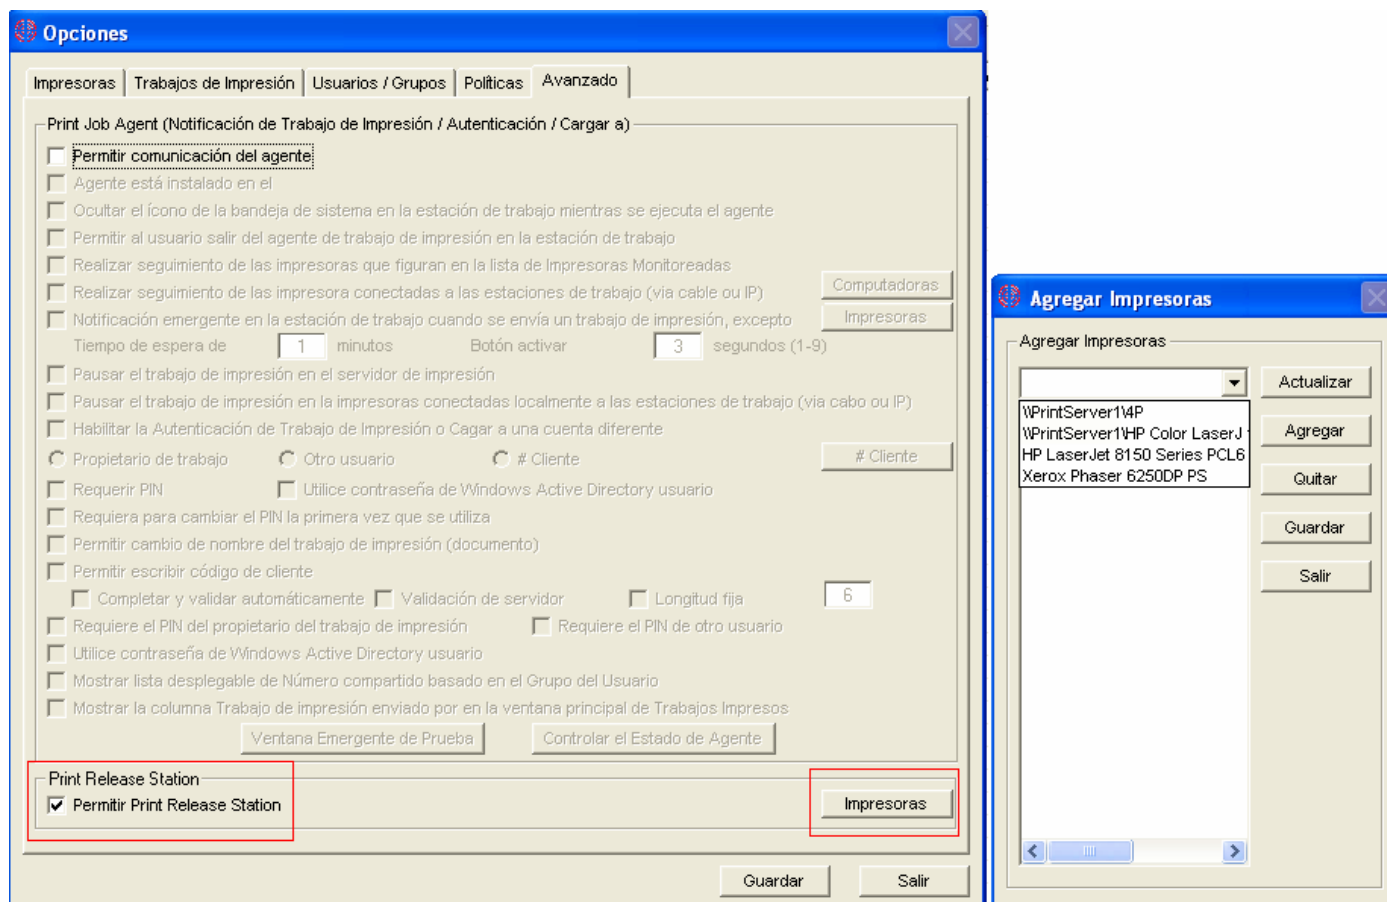 Opciones
Impresoras Trabajos de Impresión Usuarios / Grupos Políticas Avanzado
Print Job Agent (Notificación de Trabajo de Impresión / Autenticación / Cargar a)
Permitir comunicación del agente
Agente está instalado en el
Ocultar el ícono de la bandeja de sistema en la estación de trabajo mientras se ejecuta el agente
Permitir al usuario salir del agente de trabajo de impresión en la estación de trabajo
Realizar seguimiento de las impresoras que figuran en la lista de Impresoras Monitoreadas
Realizar seguimiento de las impresora conectadas a las estaciones de trabajo (via cable ou IP) Computadoras
Notificación emergente en la estación de trabajo cuando se envía un trabajo de impresión, excepto Impresoras
Tiempo de espera de 1 minutos Botón activar 3 segundos (1-9)
Pausar el trabajo de impresión en el servidor de impresión
Pausar el trabajo de impresión en la impresoras conectadas localmente a las estaciones de trabajo (via cabo ou IP)
Habilitar la Autenticación de Trabajo de Impresión o Cagar a una cuenta diferente
Propietario de trabajo Otro usuario # Cliente # Cliente
Requerir PIN Utilice contraseña de Windows Active Directory usuario
Requiera para cambiar el PIN la primera vez que se utiliza
Permitir cambio de nombre del trabajo de impresión (documento)
Permitir escribir código de cliente
Completar y validar automáticamente Validación de servidor Longitud fija 6
Requiere el PIN del propietario del trabajo de impresión Requiere el PIN de otro usuario
Utilice contraseña de Windows Active Directory usuario
Mostrar lista desplegable de Número compartido basado en el Grupo del Usuario
Mostrar la columna Trabajo de impresión enviado por en la ventana principal de Trabajos Impresos
Ventana Emergente de Prueba Controlar el Estado de Agente
Print Release Station
Permitir Print Release Station Impresoras
Guardar Salir
Agregar Impresoras
Agregar Impresoras
Actualizar
\\PrintServer1\4P
\\PrintServer1\HP Color LaserJ
HP LaserJet 8150 Series PCL6
Xerox Phaser 6250DP PS
Agregar
Quitar
Guardar
Salir